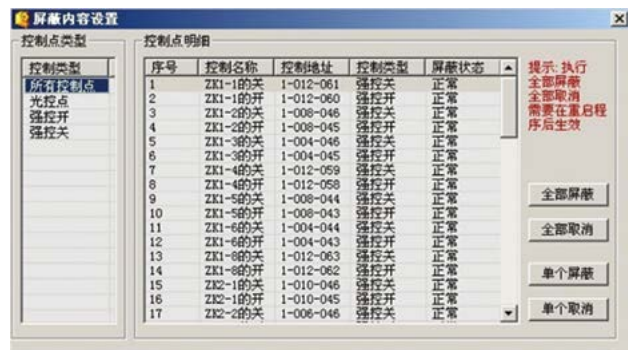 屏蔽内容设置
控制点类型
控制类型
所有控制点
光控点
强控开
强控关
控制点明细
序号 控制名称 控制地址 控制类型 屏蔽状态
1 ZK1-1的关 1-012-061 强控关 正常
2 ZK1-1的开 1-012-060 强控开 正常
3 ZK1-2的关 1-008-046 强控关 正常
4 ZK1-2的开 1-008-045 强控开 正常
5 ZK1-3的关 1-004-046 强控关 正常
6 ZK1-3的开 1-004-045 强控开 正常
7 ZK1-4的关 1-012-059 强控关 正常
8 ZK1-4的开 1-012-058 强控开 正常
9 ZK1-5的关 1-008-044 强控关 正常
10 ZK1-5的开 1-008-043 强控开 正常
11 ZK1-6的关 1-004-044 强控关 正常
12 ZK1-6的开 1-004-043 强控开 正常
13 ZK1-8的关 1-012-063 强控关 正常
14 ZK1-8的开 1-012-062 强控开 正常
15 ZK2-1的关 1-010-046 强控关 正常
16 ZK2-1的开 1-010-045 强控开 正常
17 ZK2-2的关 1-006-046 强控关 正常
提示:执行
全部屏蔽
全部取消
需要在重启程
序后生效
全部屏蔽
全部取消
单个屏蔽
单个取消